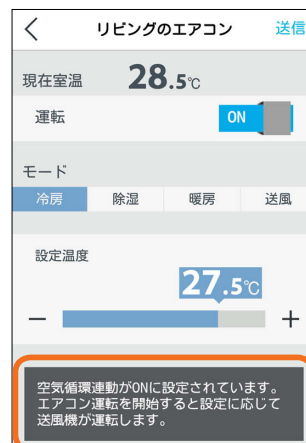 リビングのエアコン 送信
現在室温 28.5℃
運転 ON
モード
冷房 除湿 暖房 送風
設定温度
27.5℃
− +
空気循環連動がONに設定されています。
エアコン運転を開始すると設定に応じて
送風機が運転します。